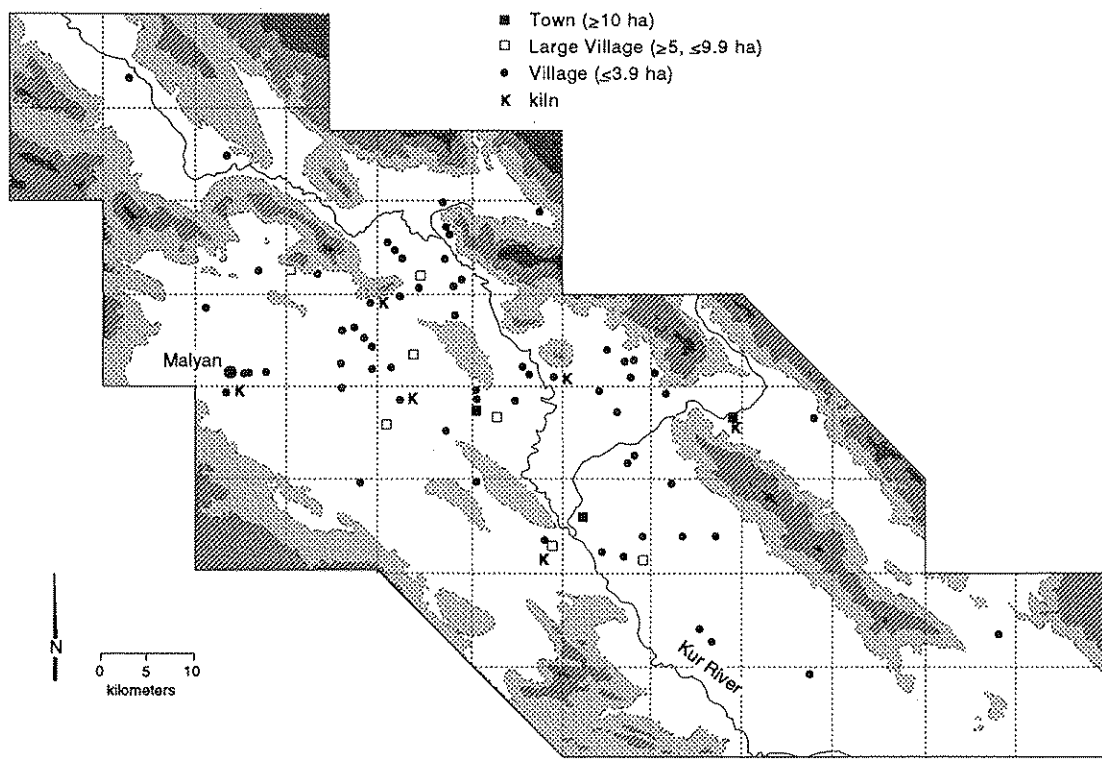 Town (≥10 ha)
Large Village (≥5, ≤9.9 ha)
Village (≤3.9 ha)
K kiln
K
Malyan
K
K
K
K
K
N
0 5 10
kilometers
Kur River